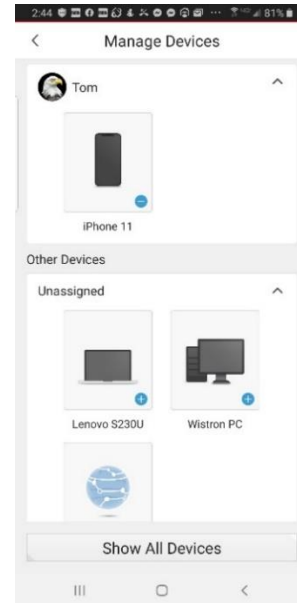 2:44 81%
Manage Devices
Tom
iPhone 11
Other Devices
Unassigned
Lenovo S230U Wistron PC
Show All Devices